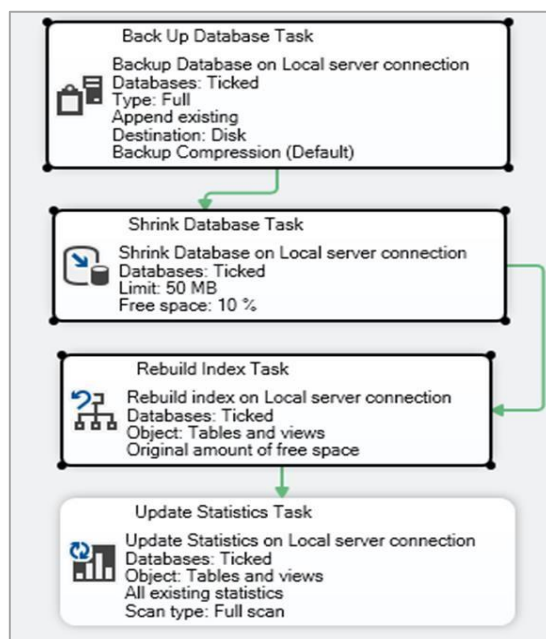 Back Up Database Task
Backup Database on Local server connection
Databases: Ticked
Type: Full
Append existing
Destination: Disk
Backup Compression (Default)
Shrink Database Task
Shrink Database on Local server connection
Databases: Ticked
Limit: 50 MB
Free space: 10 %
Rebuild Index Task
Rebuild index on Local server connection
Databases: Ticked
Object: Tables and views
Original amount of free space
Update Statistics Task
Update Statistics on Local server connection
Databases: Ticked
Object: Tables and views
All existing statistics
Scan type: Full scan